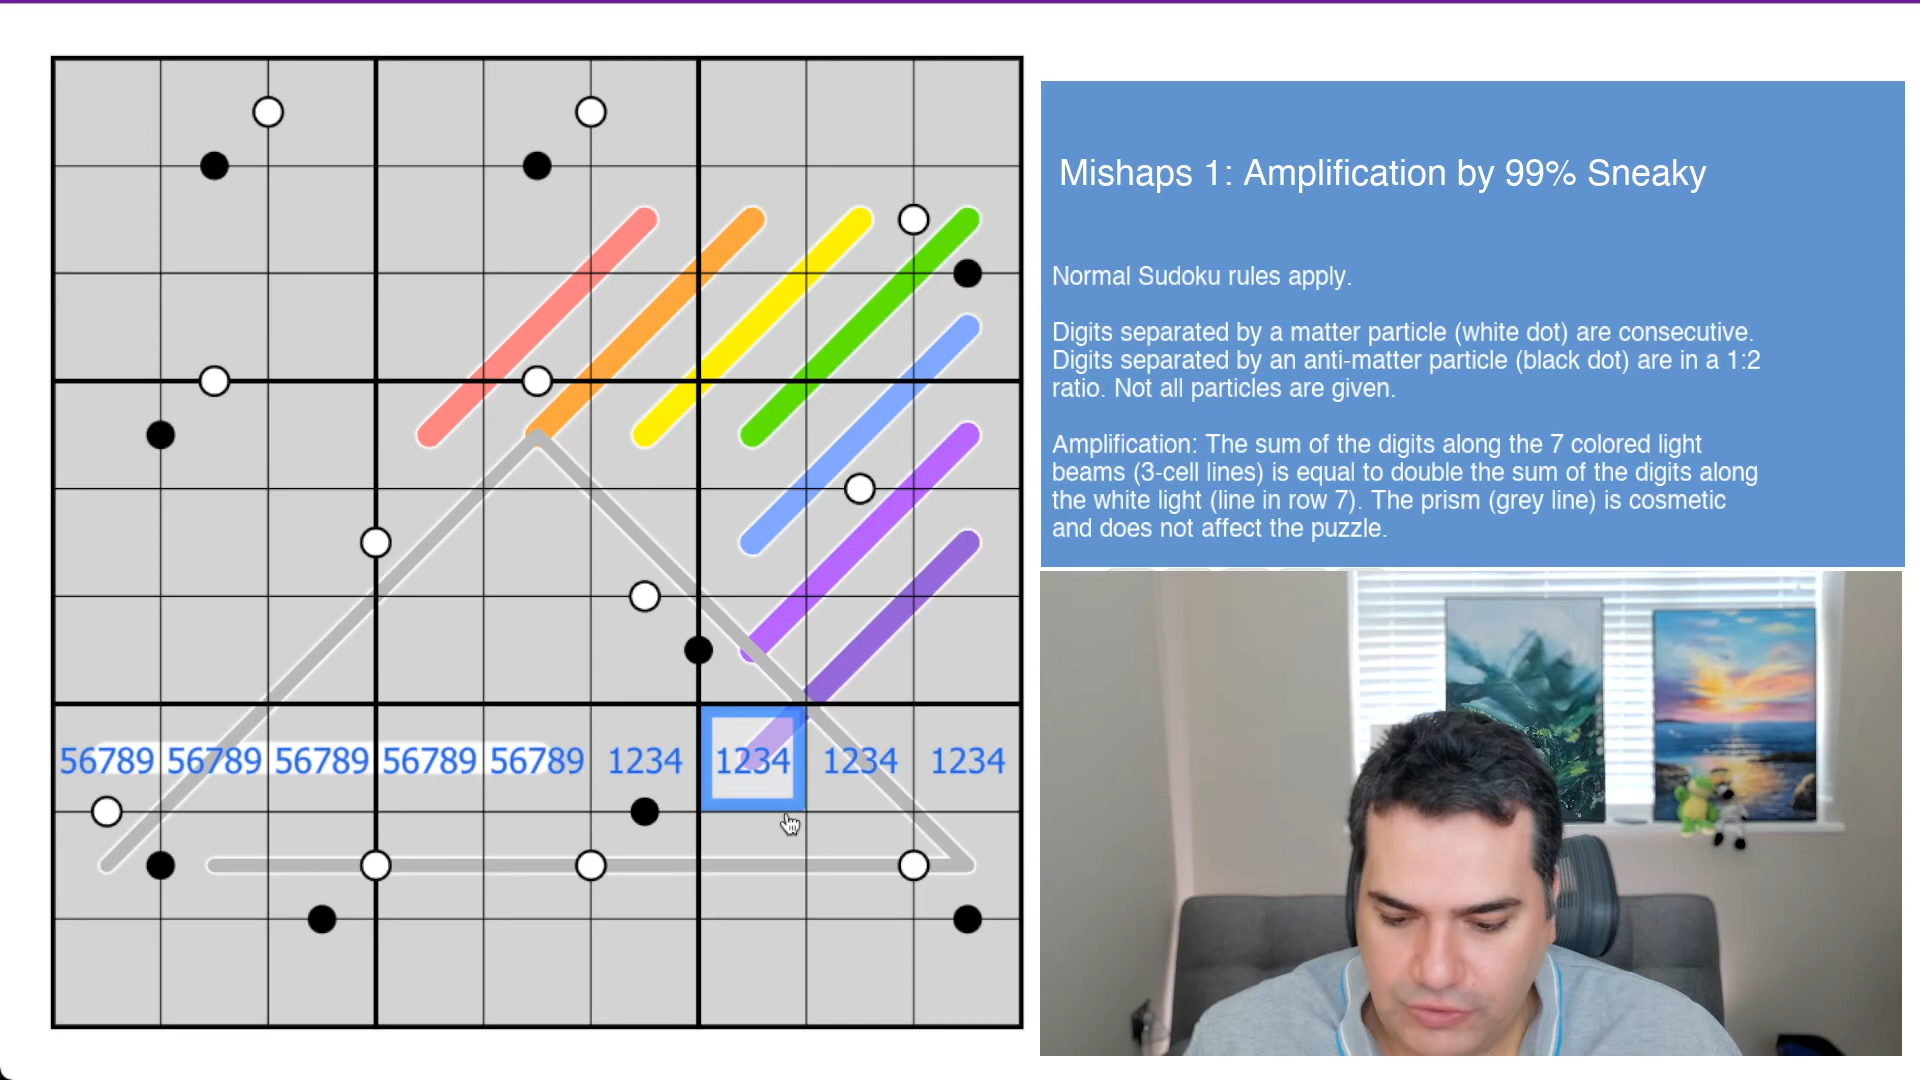 Mishaps 1: Amplification by 99% Sneaky
Normal Sudoku rules apply.
Digits separated by a matter particle (white dot) are consecutive.
Digits separated by an anti-matter particle (black dot) are in a 1:2
ratio. Not all particles are given.
Amplification: The sum of the digits along the 7 colored light
beams (3-cell lines) is equal to double the sum of the digits along
the white light (line in row 7). The prism (grey line) is cosmetic
and does not affect the puzzle.
56789 56789 56789 56789 56789 1234 1234 1234 1234